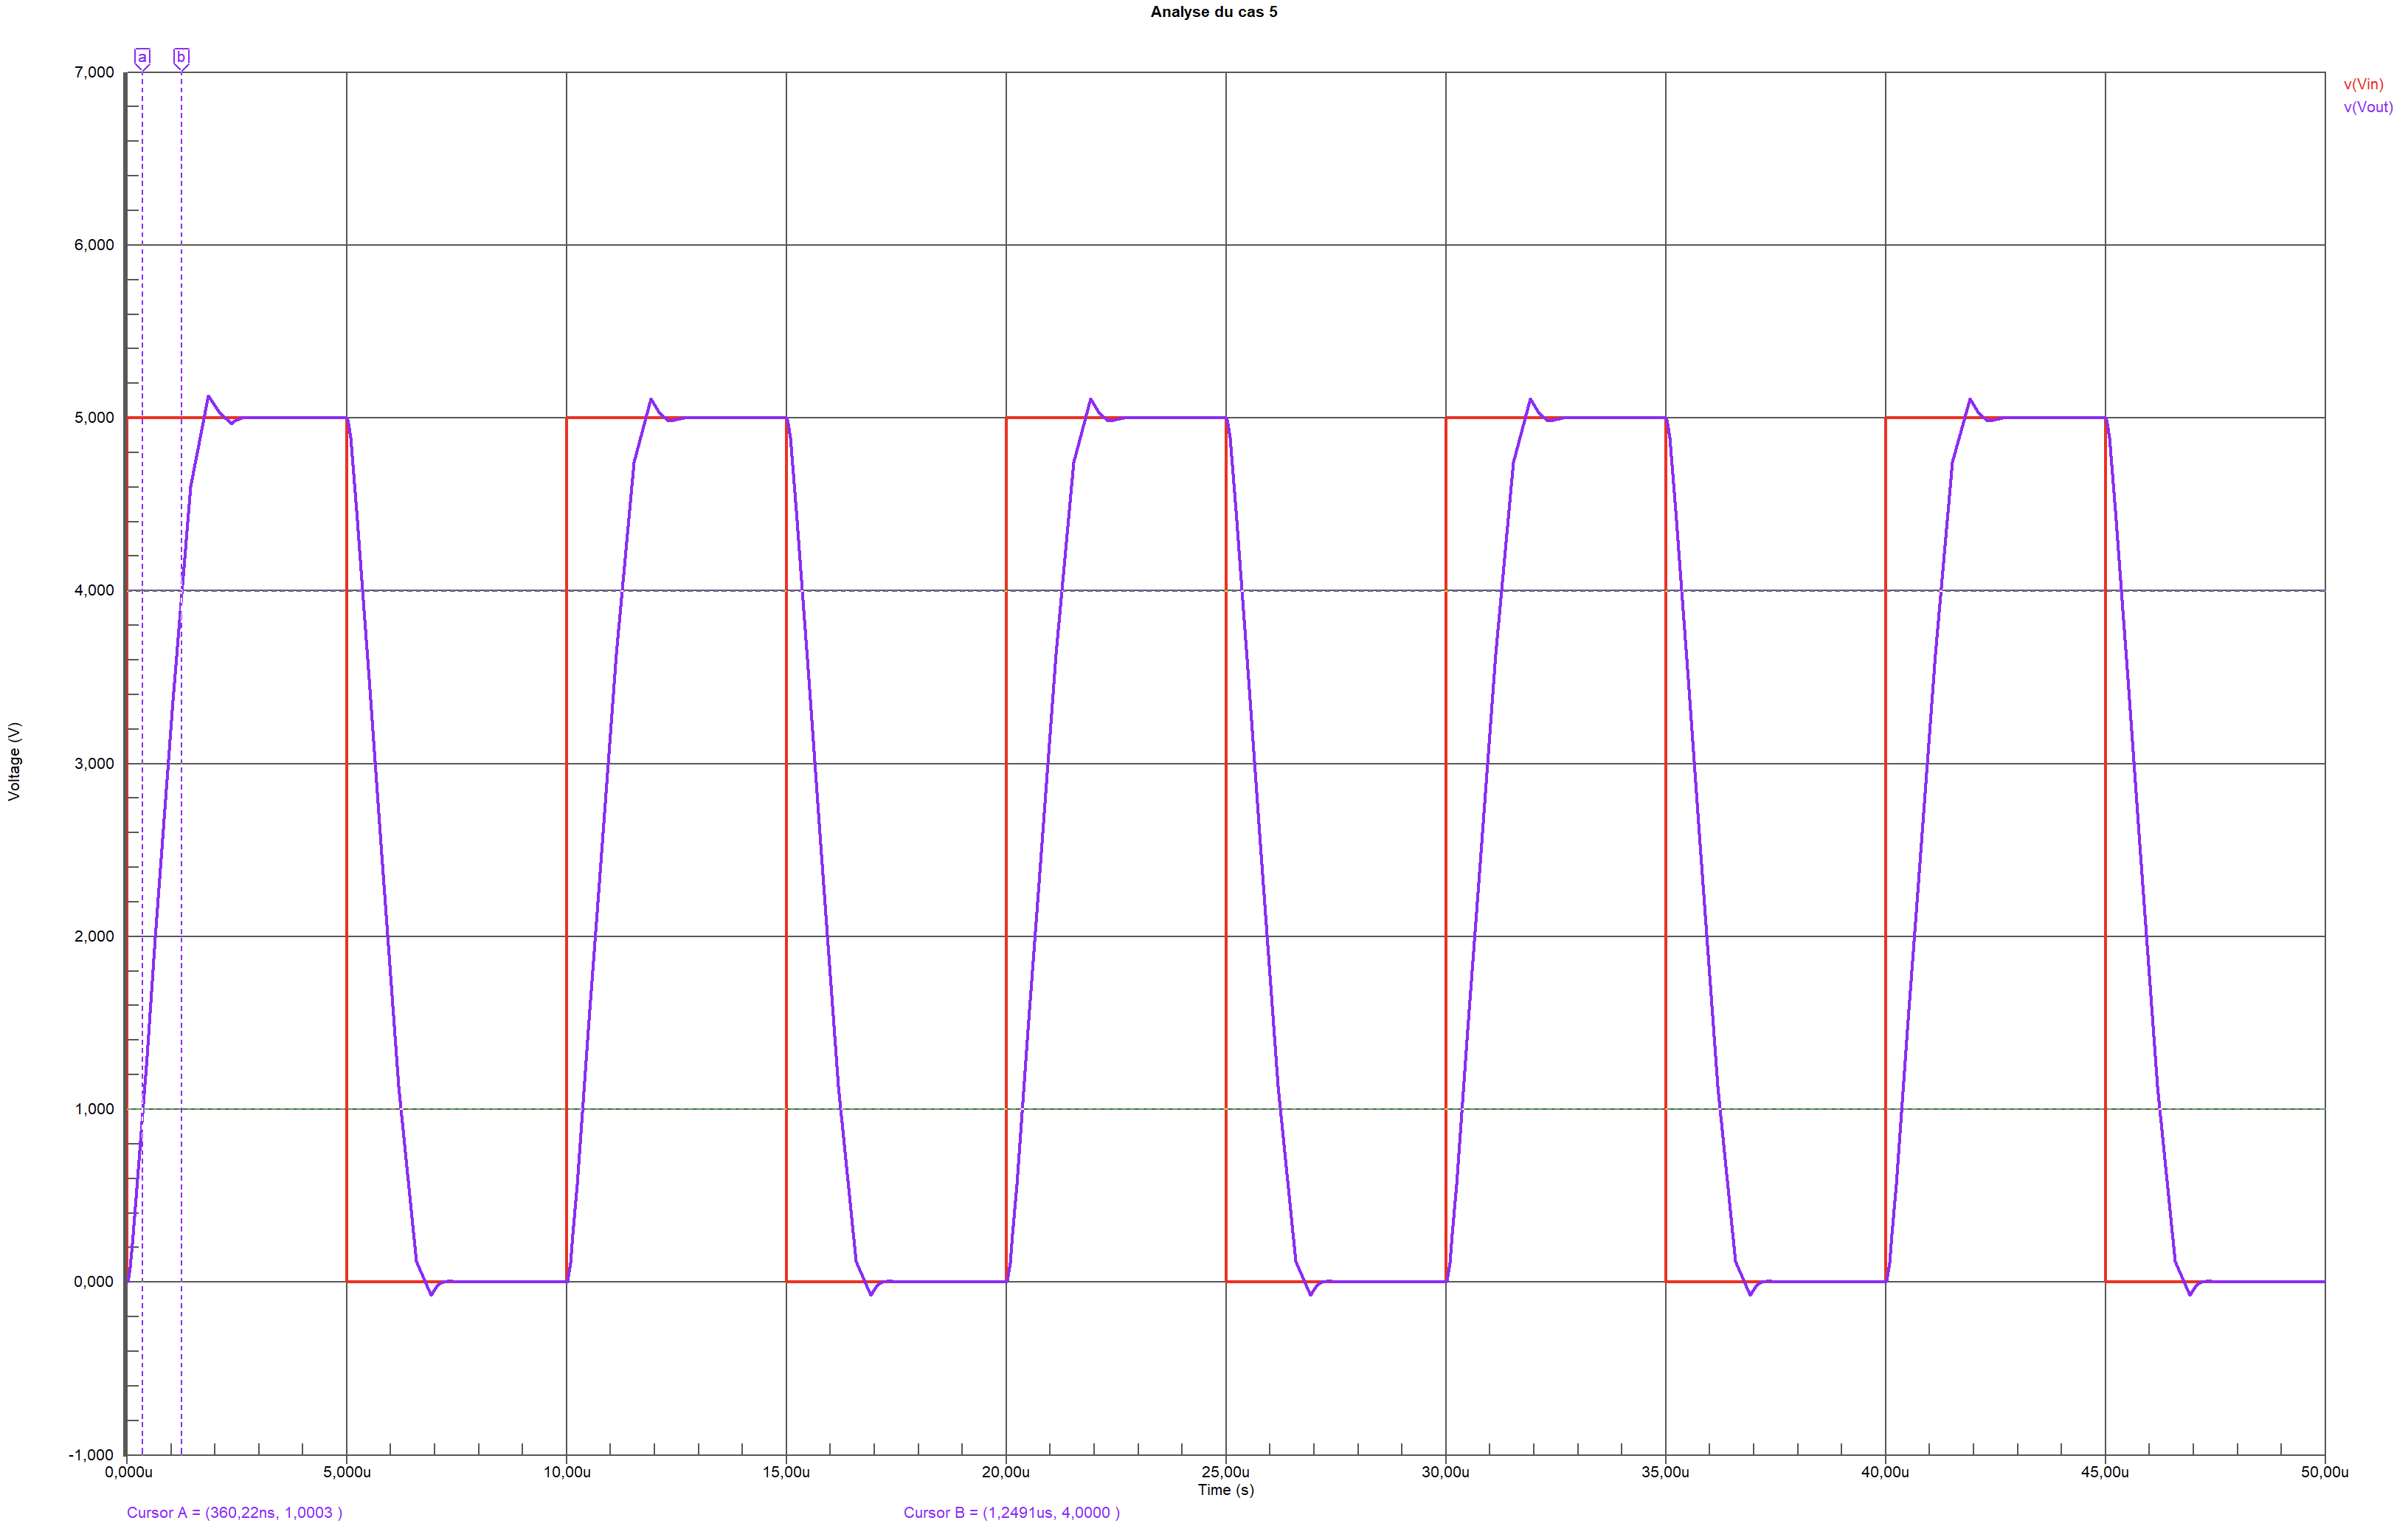 Analyse du cas 5
a b
7,000
v(Vin)
v(Vout)
6,000
5,000
4,000
3,000
Voltage (V)
2,000
1,000
0,000
-1,000
0,000u 5,000u 10,00u 15,00u 20,00u 25,00u 30,00u 35,00u 40,00u 45,00u 50,00u
Time (s)
Cursor A = (360,22ns, 1,0003 ) Cursor B = (1,2491us, 4,0000 )